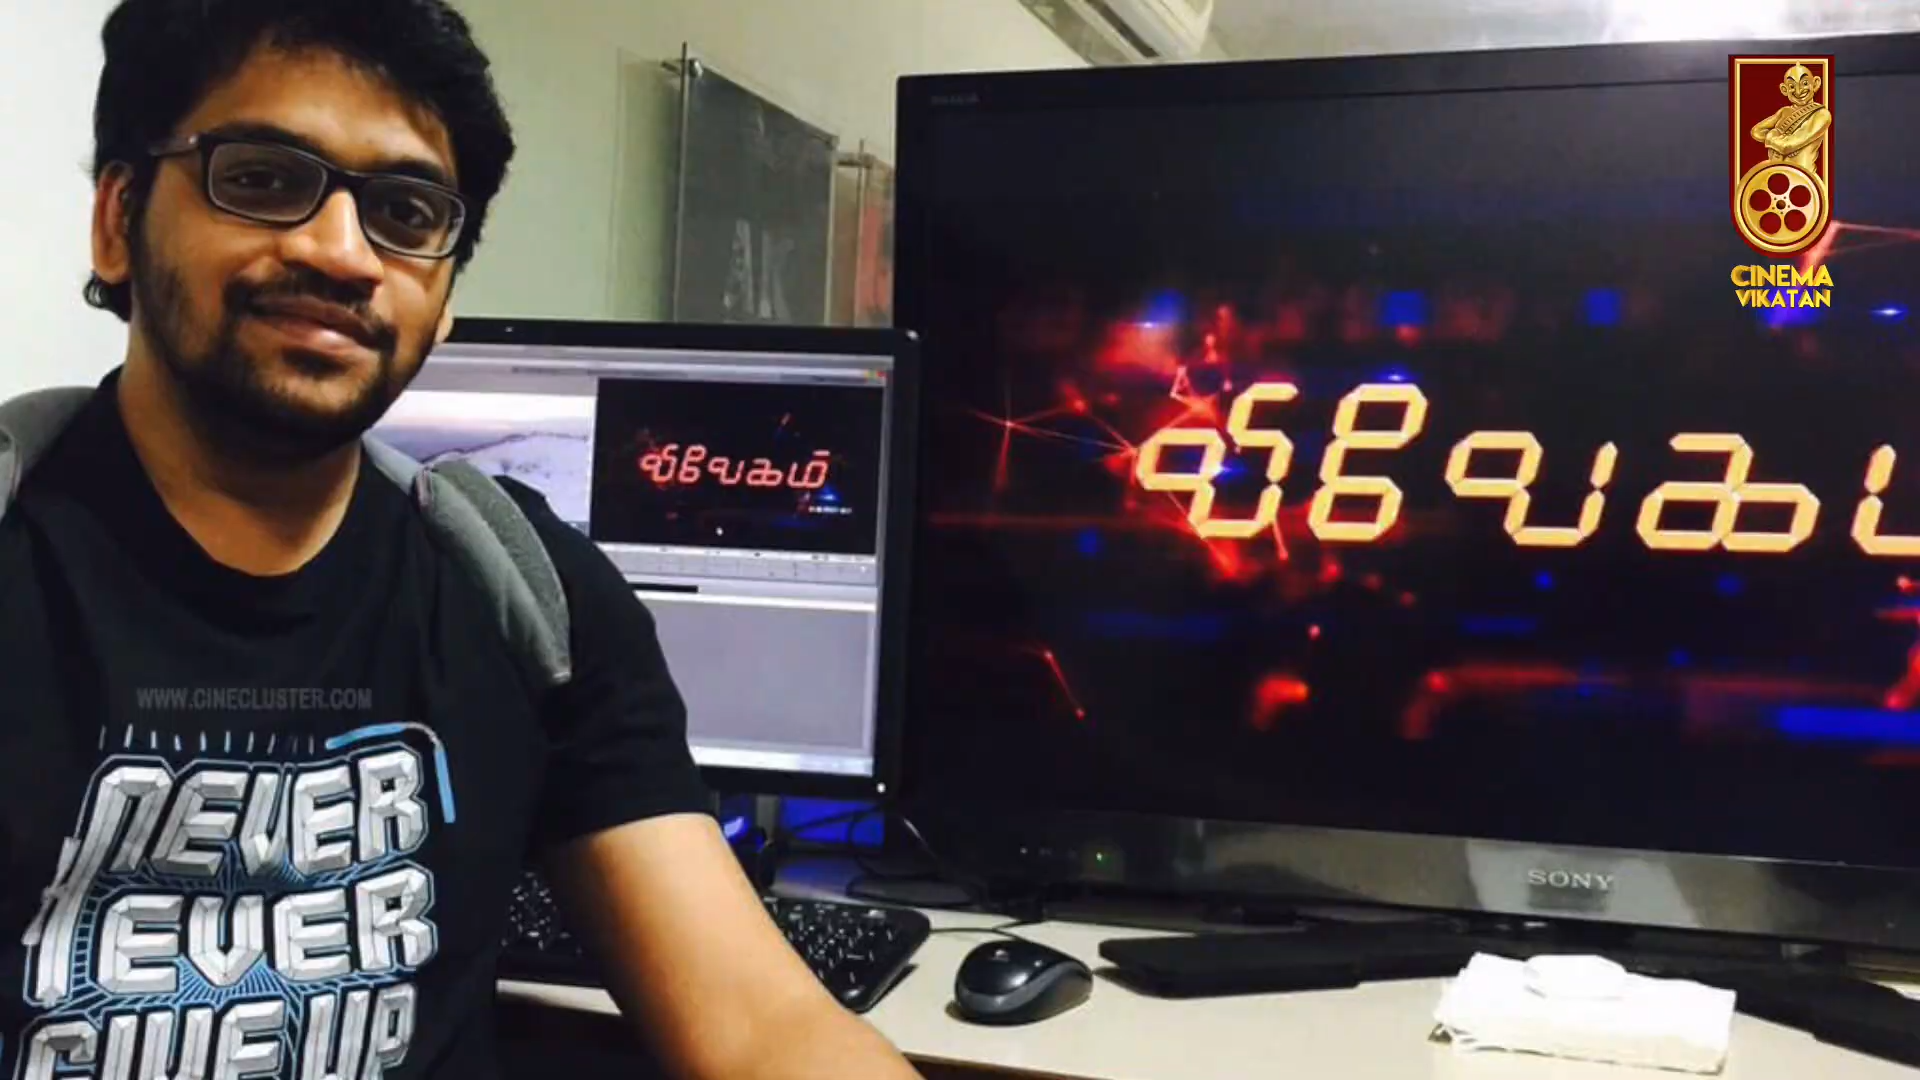 CINEMA
VIKATAN
விவேகம்
விவேக
SONY
WWW.CINECLUSTER.COM
NEVER
EVER
GIVE UP